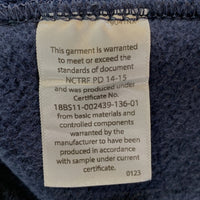 This garment is warranted
to meet or exceed the
standards of document
NCTRF PD 14-15
and was produced under
Certificate No.
18BS11-002439-136-01
from basic materials and
controlled components
warranted by the
manufacturer to have been
produced in accordance
with sample under current
certificate.
0123